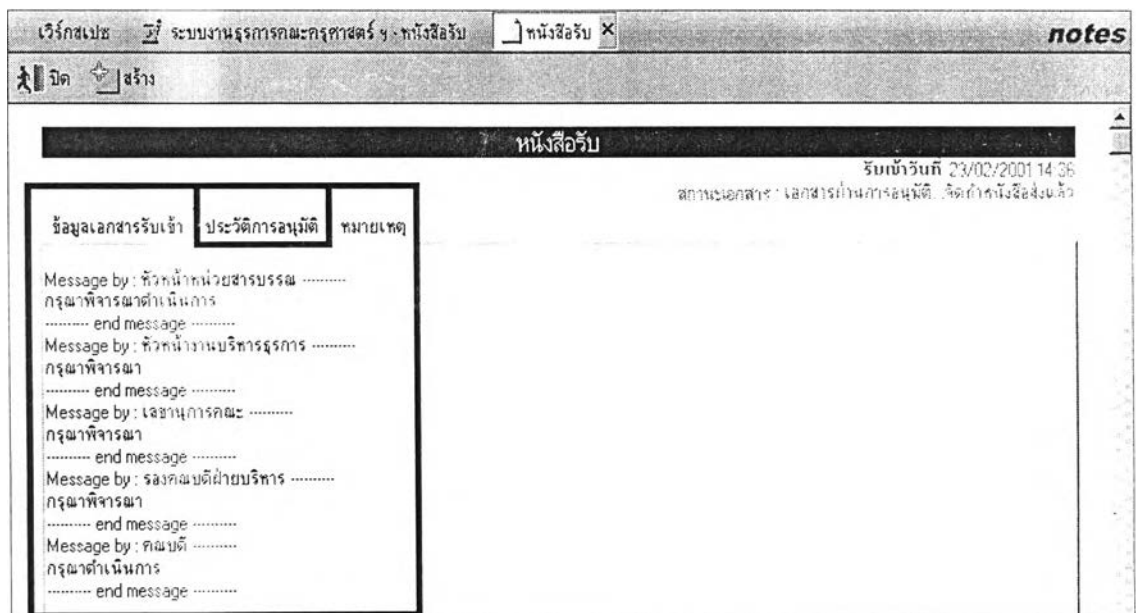 เวิร์กสเปซ ระบบงานธุรการคณะครุศาสตร์ ฯ - หนังสือรับ หนังสือรับ notes
ปิด สร้าง
หนังสือรับ
รับเข้าวันที่ 23/02/2001 14:36
สถานะเอกสาร : เอกสารผ่านการอนุมัติ...จัดทำหนังสือส่งแล้ว
ข้อมูลเอกสารรับเข้า ประวัติการอนุมัติ หมายเหตุ
Message by : หัวหน้าหน่วยสารบรรณ ----------
กรุณาพิจารณาดำเนินการ
---------- end message ----------
Message by : หัวหน้างานบริหารธุรการ ----------
กรุณาพิจารณา
---------- end message ----------
Message by : เลขานุการคณะ ----------
กรุณาพิจารณา
---------- end message ----------
Message by : รองคณบดีฝ่ายบริหาร ----------
กรุณาพิจารณา
---------- end message ----------
Message by : คณบดี ----------
กรุณาดำเนินการ
---------- end message ----------